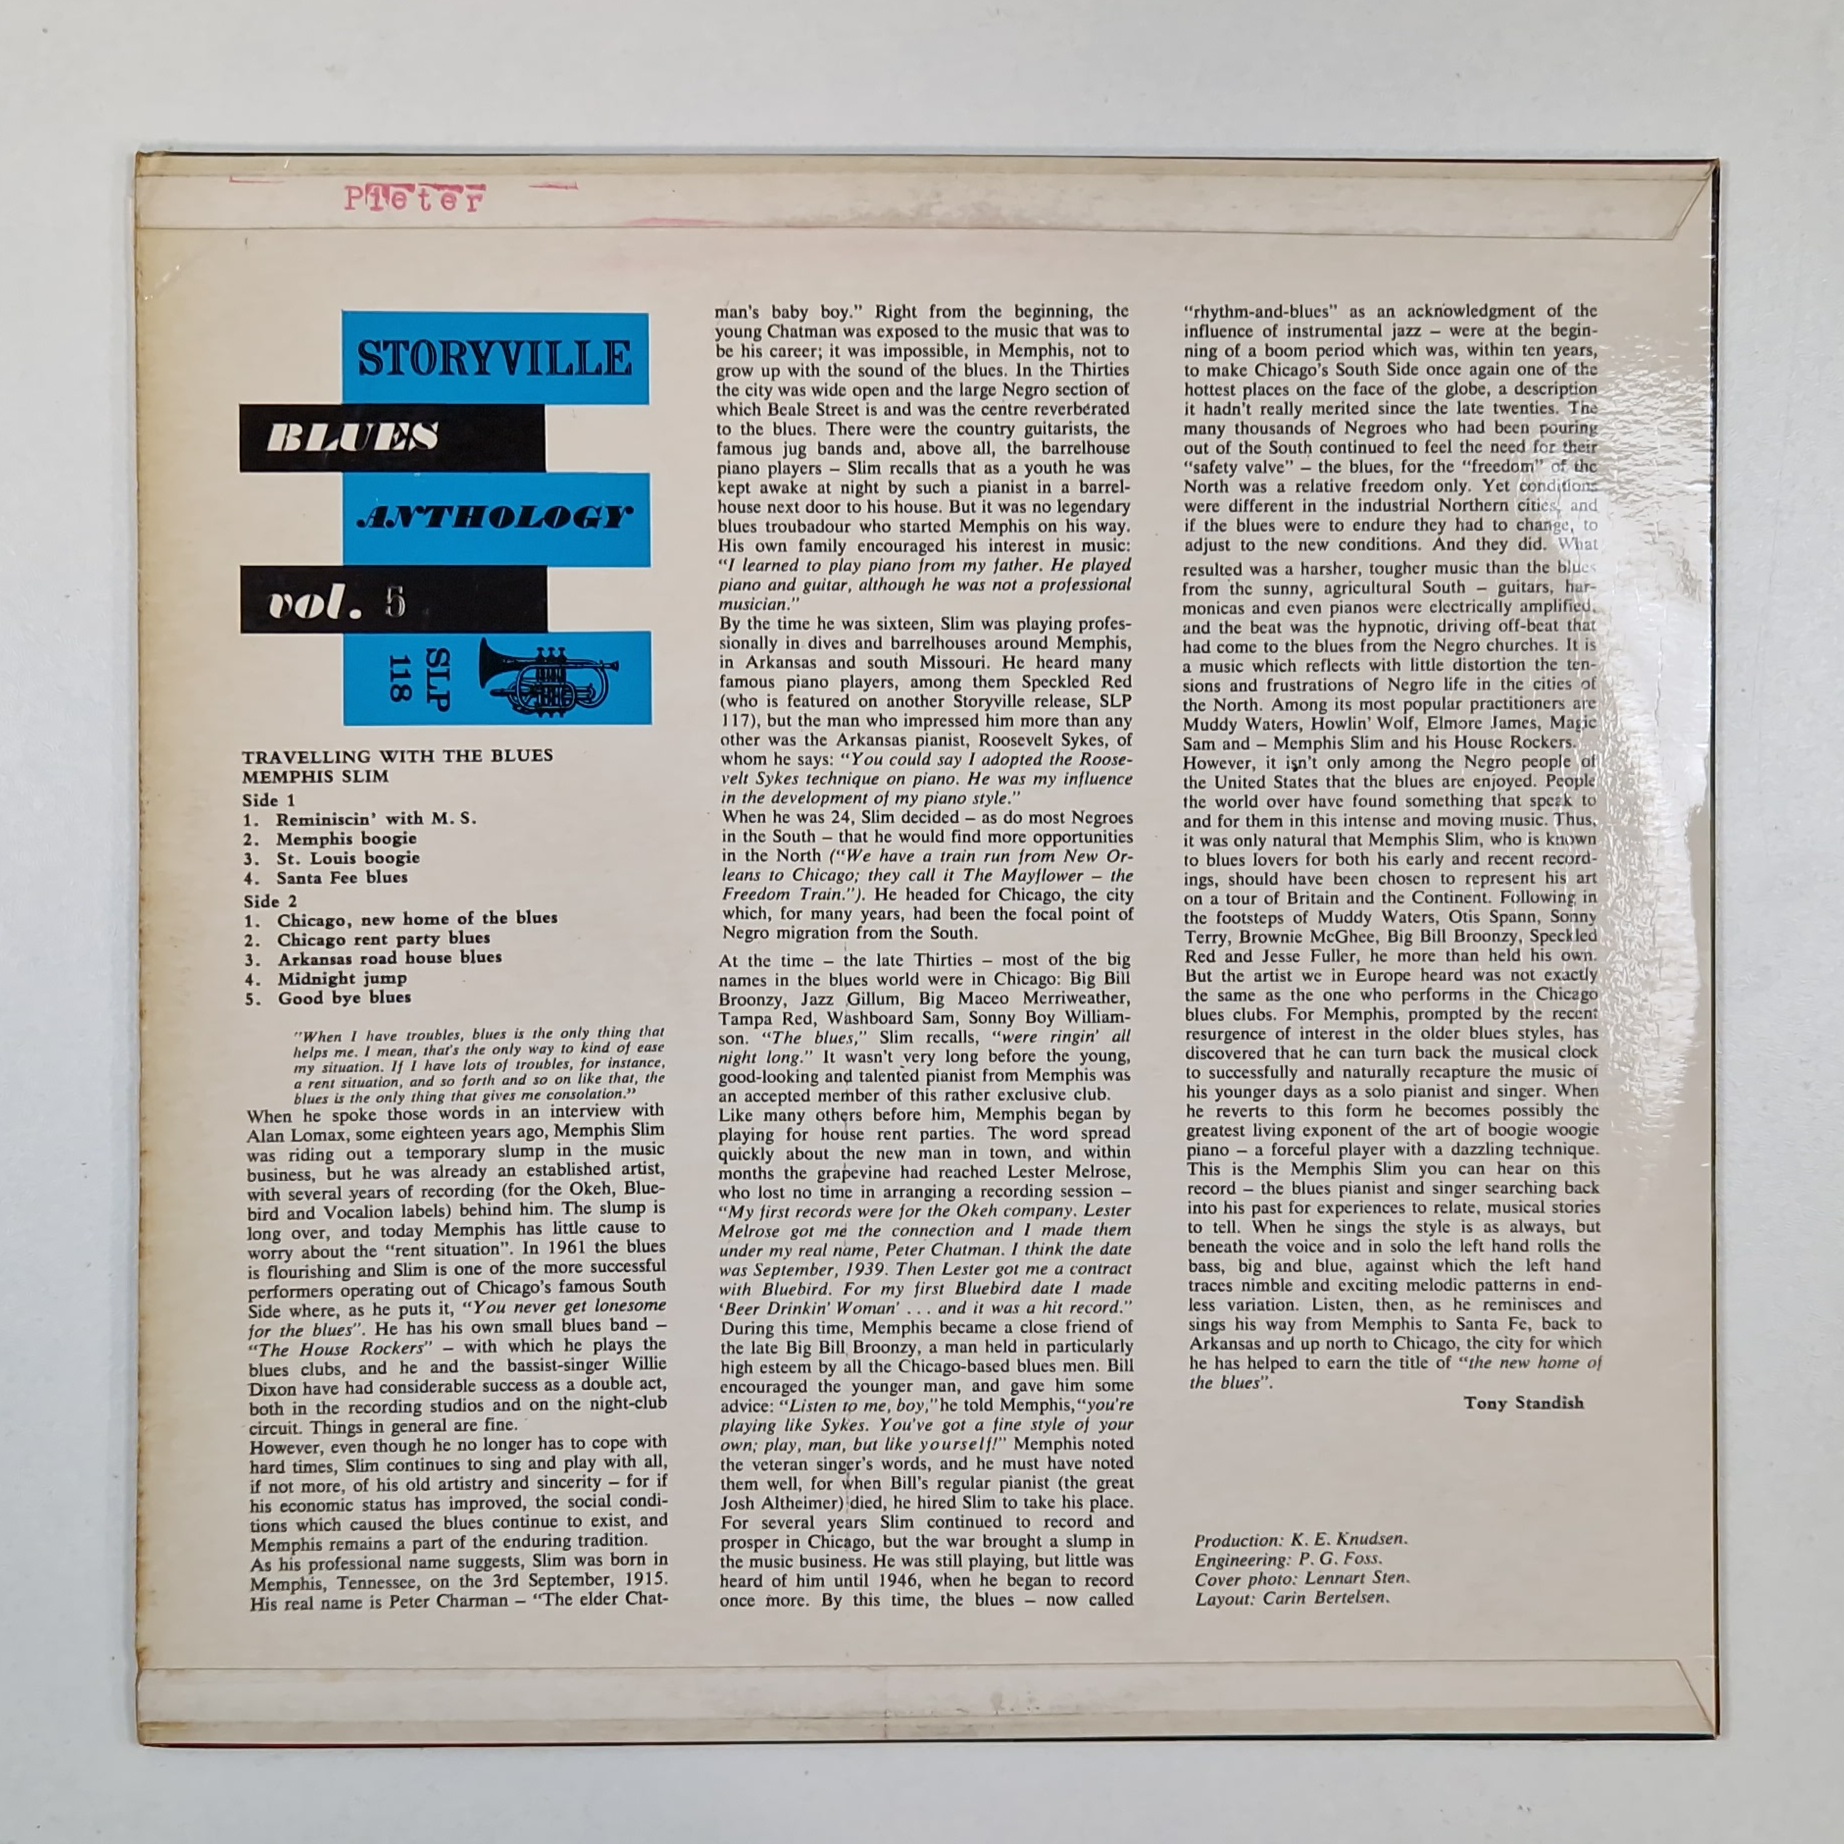 Pieter
STORYVILLE
BLUES
ANTHOLOGY
vol. 5
SLP
118
TRAVELLING WITH THE BLUES
MEMPHIS SLIM
Side 1
1. Reminiscin' with M. S.
2. Memphis boogie
3. St. Louis boogie
4. Santa Fee blues
Side 2
1. Chicago, new home of the blues
2. Chicago rent party blues
3. Arkansas road house blues
4. Midnight jump
5. Good bye blues
"When I have troubles, blues is the only thing that
helps me. I mean, that's the only way to kind of ease
my situation. If I have lots of troubles, for instance,
a rent situation, and so forth and so on like that, the
blues is the only thing that gives me consolation."
When he spoke those words in an interview with
Alan Lomax, some eighteen years ago, Memphis Slim
was riding out a temporary slump in the music
business, but he was already an established artist,
with several years of recording (for the Okeh, Blue-
bird and Vocalion labels) behind him. The slump is
long over, and today Memphis has little cause to
worry about the "rent situation". In 1961 the blues
is flourishing and Slim is one of the more successful
performers operating out of Chicago's famous South
Side where, as he puts it, "You never get lonesome
for the blues". He has his own small blues band –
"The House Rockers" – with which he plays the
blues clubs, and he and the bassist-singer Willie
Dixon have had considerable success as a double act,
both in the recording studios and on the night-club
circuit. Things in general are fine.
However, even though he no longer has to cope with
hard times, Slim continues to sing and play with all,
if not more, of his old artistry and sincerity – for if
his economic status has improved, the social condi-
tions which caused the blues continue to exist, and
Memphis remains a part of the enduring tradition.
As his professional name suggests, Slim was born in
Memphis, Tennessee, on the 3rd September, 1915.
His real name is Peter Charman – "The elder Chat-
man's baby boy." Right from the beginning, the
young Chatman was exposed to the music that was to
be his career; it was impossible, in Memphis, not to
grow up with the sound of the blues. In the Thirties
the city was wide open and the large Negro section of
which Beale Street is and was the centre reverberated
to the blues. There were the country guitarists, the
famous jug bands and, above all, the barrelhouse
piano players – Slim recalls that as a youth he was
kept awake at night by such a pianist in a barrel-
house next door to his house. But it was no legendary
blues troubadour who started Memphis on his way.
His own family encouraged his interest in music:
"I learned to play piano from my father. He played
piano and guitar, although he was not a professional
musician."
By the time he was sixteen, Slim was playing profes-
sionally in dives and barrelhouses around Memphis,
in Arkansas and south Missouri. He heard many
famous piano players, among them Speckled Red
(who is featured on another Storyville release, SLP
117), but the man who impressed him more than any
other was the Arkansas pianist, Roosevelt Sykes, of
whom he says: "You could say I adopted the Roose-
velt Sykes technique on piano. He was my influence
in the development of my piano style."
When he was 24, Slim decided – as do most Negroes
in the South – that he would find more opportunities
in the North ("We have a train run from New Or-
leans to Chicago; they call it The Mayflower – the
Freedom Train."). He headed for Chicago, the city
which, for many years, had been the focal point of
Negro migration from the South.
At the time – the late Thirties – most of the big
names in the blues world were in Chicago: Big Bill
Broonzy, Jazz Gillum, Big Maceo Merriweather,
Tampa Red, Washboard Sam, Sonny Boy William-
son. "The blues," Slim recalls, "were ringin' all
night long." It wasn't very long before the young,
good-looking and talented pianist from Memphis was
an accepted member of this rather exclusive club.
Like many others before him, Memphis began by
playing for house rent parties. The word spread
quickly about the new man in town, and within
months the grapevine had reached Lester Melrose,
who lost no time in arranging a recording session –
"My first records were for the Okeh company. Lester
Melrose got me the connection and I made them
under my real name, Peter Chatman. I think the date
was September, 1939. Then Lester got me a contract
with Bluebird. For my first Bluebird date I made
'Beer Drinkin' Woman' . . . and it was a hit record."
During this time, Memphis became a close friend of
the late Big Bill Broonzy, a man held in particularly
high esteem by all the Chicago-based blues men. Bill
encouraged the younger man, and gave him some
advice: "Listen to me, boy," he told Memphis, "you're
playing like Sykes. You've got a fine style of your
own; play, man, but like yourself!" Memphis noted
the veteran singer's words, and he must have noted
them well, for when Bill's regular pianist (the great
Josh Altheimer) died, he hired Slim to take his place.
For several years Slim continued to record and
prosper in Chicago, but the war brought a slump in
the music business. He was still playing, but little was
heard of him until 1946, when he began to record
once more. By this time, the blues – now called
"rhythm-and-blues" as an acknowledgment of the
influence of instrumental jazz – were at the begin-
ning of a boom period which was, within ten years,
to make Chicago's South Side once again one of the
hottest places on the face of the globe, a description
it hadn't really merited since the late twenties. The
many thousands of Negroes who had been pouring
out of the South continued to feel the need for their
"safety valve" – the blues, for the "freedom" of the
North was a relative freedom only. Yet conditions
were different in the industrial Northern cities, and
if the blues were to endure they had to change, to
adjust to the new conditions. And they did. What
resulted was a harsher, tougher music than the blues
from the sunny, agricultural South – guitars, har-
monicas and even pianos were electrically amplified,
and the beat was the hypnotic, driving off-beat that
had come to the blues from the Negro churches. It is
a music which reflects with little distortion the ten-
sions and frustrations of Negro life in the cities of
the North. Among its most popular practitioners are
Muddy Waters, Howlin' Wolf, Elmore James, Magic
Sam and – Memphis Slim and his House Rockers.
However, it isn't only among the Negro people of
the United States that the blues are enjoyed. People
the world over have found something that speak to
and for them in this intense and moving music. Thus,
it was only natural that Memphis Slim, who is known
to blues lovers for both his early and recent record-
ings, should have been chosen to represent his art
on a tour of Britain and the Continent. Following in
the footsteps of Muddy Waters, Otis Spann, Sonny
Terry, Brownie McGhee, Big Bill Broonzy, Speckled
Red and Jesse Fuller, he more than held his own.
But the artist we in Europe heard was not exactly
the same as the one who performs in the Chicago
blues clubs. For Memphis, prompted by the recent
resurgence of interest in the older blues styles, has
discovered that he can turn back the musical clock
to successfully and naturally recapture the music of
his younger days as a solo pianist and singer. When
he reverts to this form he becomes possibly the
greatest living exponent of the art of boogie woogie
piano – a forceful player with a dazzling technique.
This is the Memphis Slim you can hear on this
record – the blues pianist and singer searching back
into his past for experiences to relate, musical stories
to tell. When he sings the style is as always, but
beneath the voice and in solo the left hand rolls the
bass, big and blue, against which the left hand
traces nimble and exciting melodic patterns in end-
less variation. Listen, then, as he reminisces and
sings his way from Memphis to Santa Fe, back to
Arkansas and up north to Chicago, the city for which
he has helped to earn the title of "the new home of
the blues".
Tony Standish
Production: K. E. Knudsen.
Engineering: P. G. Foss.
Cover photo: Lennart Sten.
Layout: Carin Bertelsen.